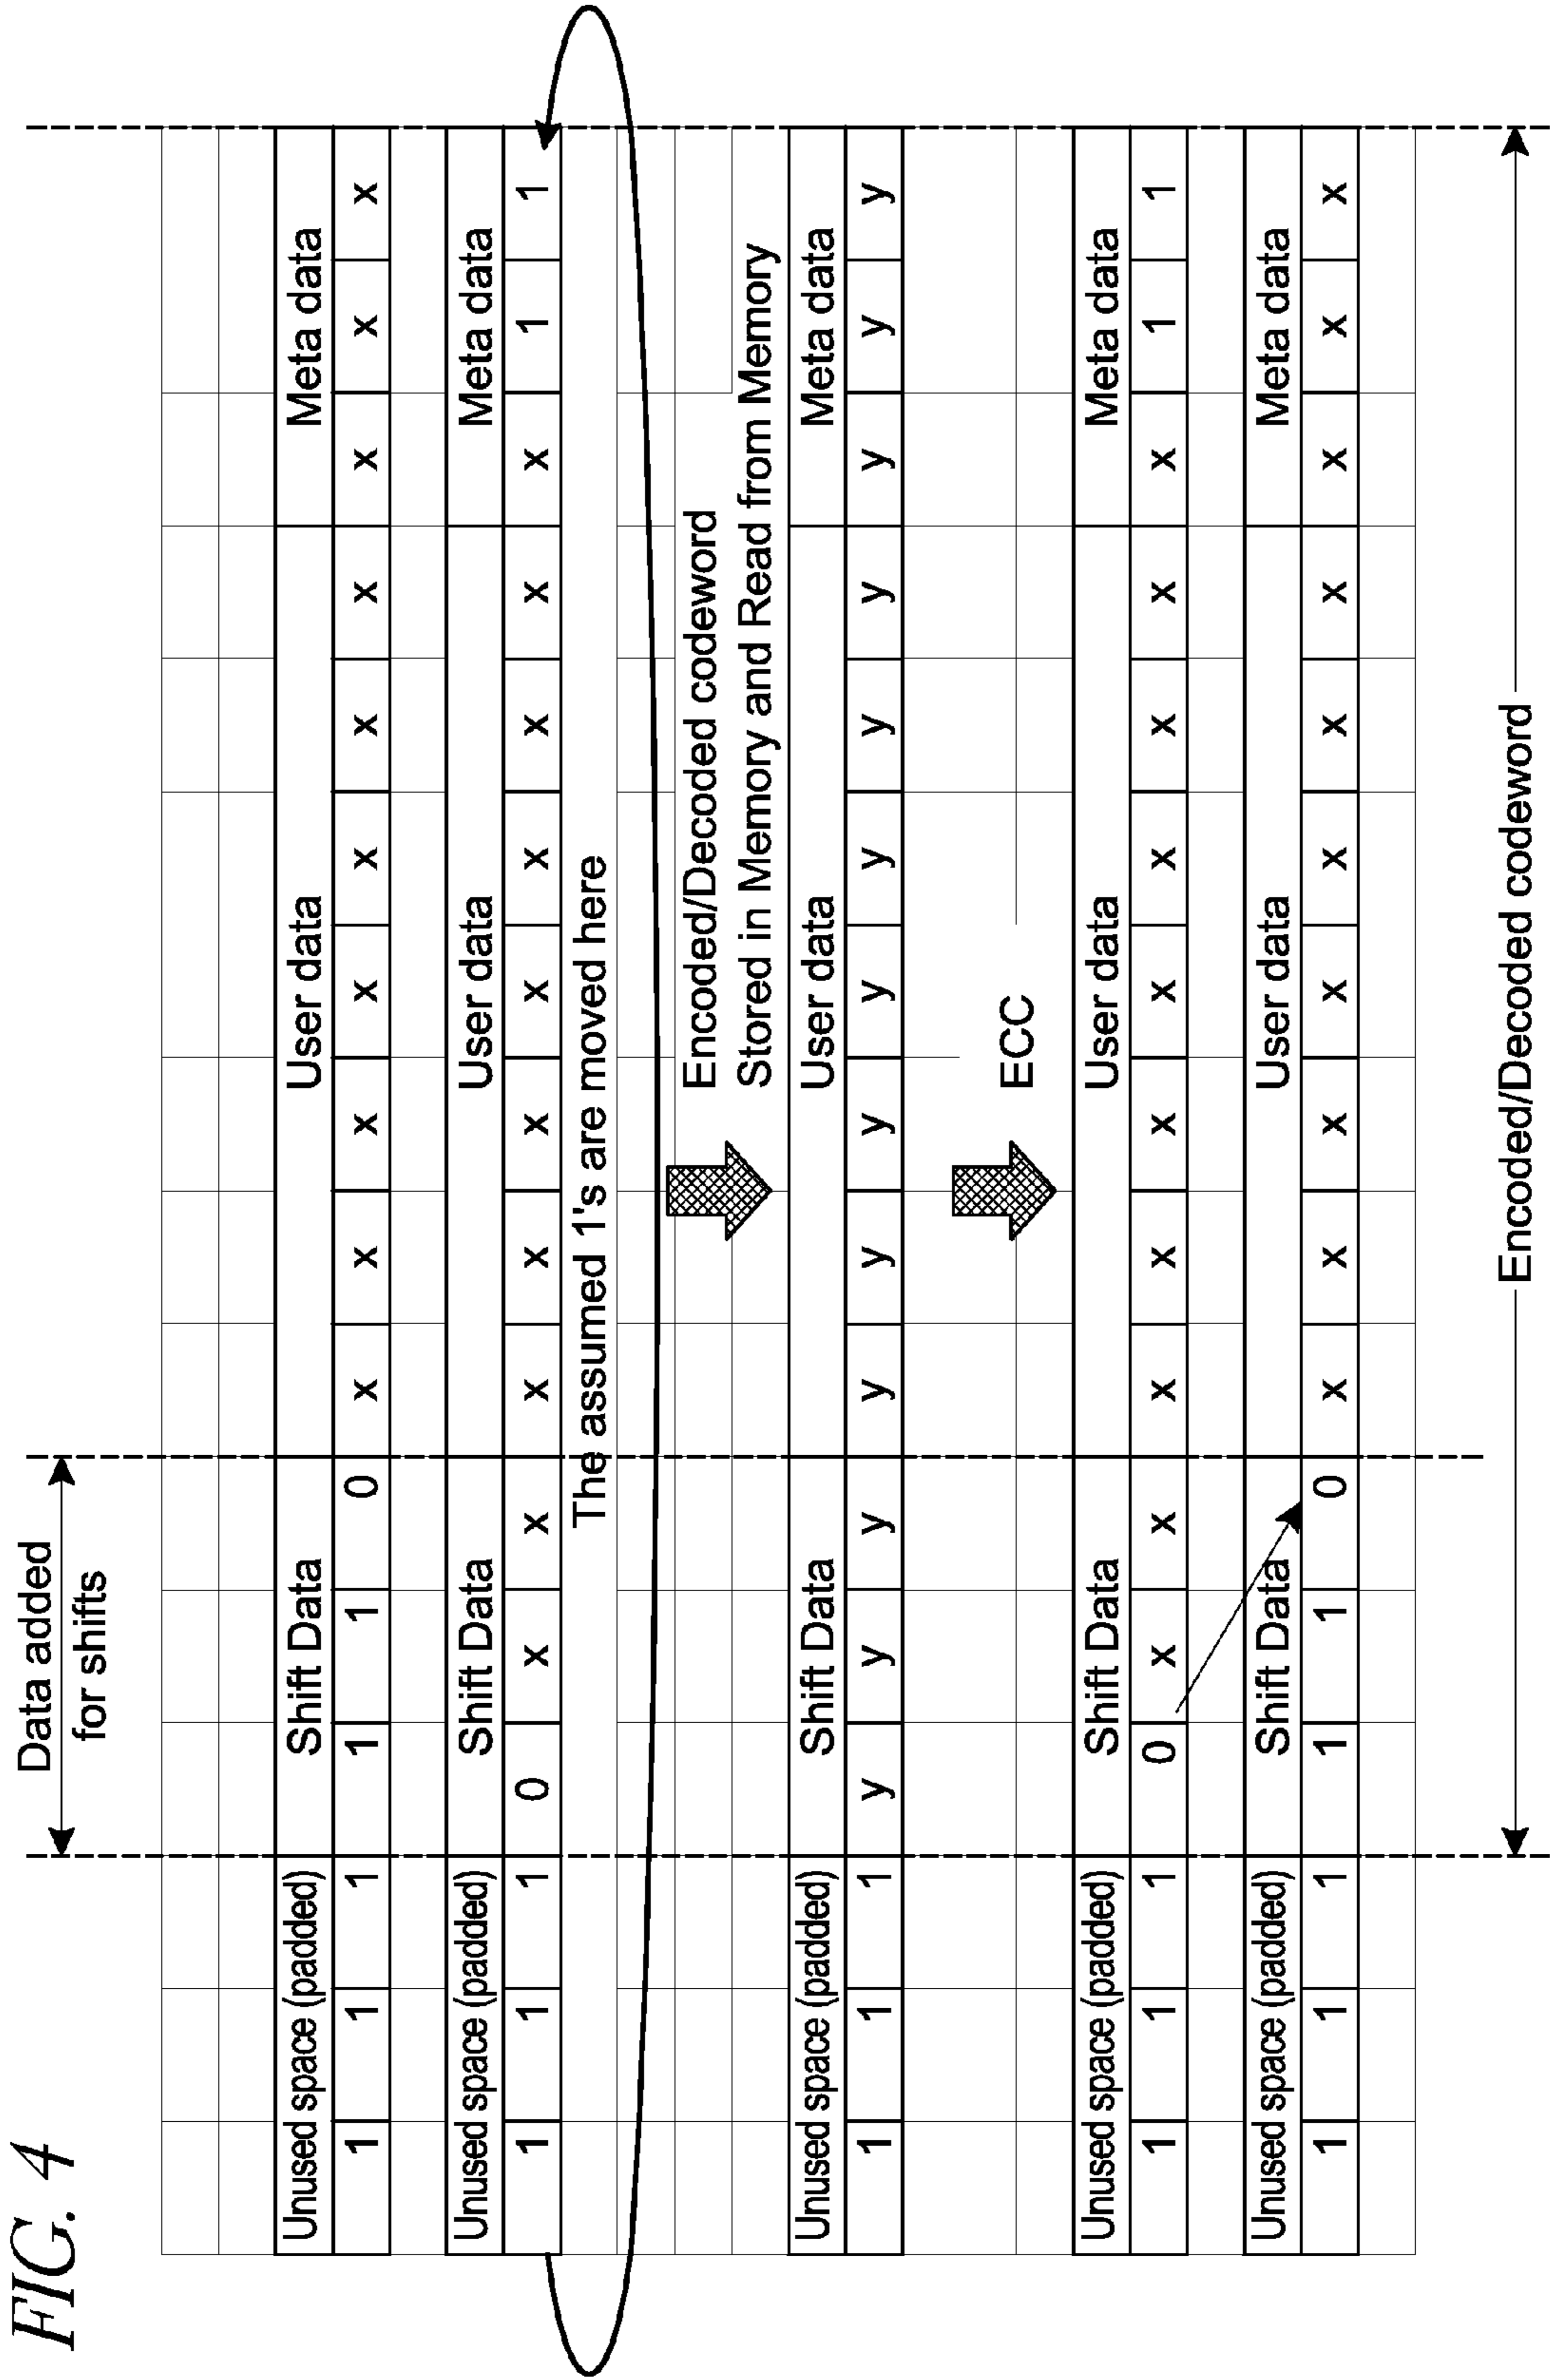 FIG. 4
Data added
for shifts
Unused space (padded) Shift Data User data Meta data
1 1 1 1 1 0 x x x x x x x x x x
Unused space (padded) Shift Data User data Meta data
1 1 1 0 x x x x x x x x x x 1 1
The assumed 1's are moved here
Encoded/Decoded codeword
Stored in Memory and Read from Memory
Unused space (padded) Shift Data User data Meta data
1 1 1 y y y y y y y y y y y y y
ECC
Unused space (padded) Shift Data User data Meta data
1 1 1 0 x x x x x x x x x x 1 1
Unused space (padded) Shift Data User data Meta data
1 1 1 1 1 0 x x x x x x x x x x
Encoded/Decoded codeword